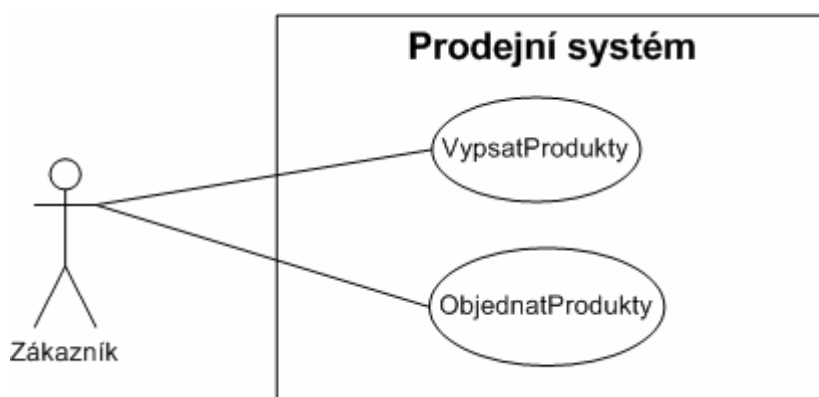 Prodejní systém
VypsatProdukty
ObjednatProdukty
Zákazník